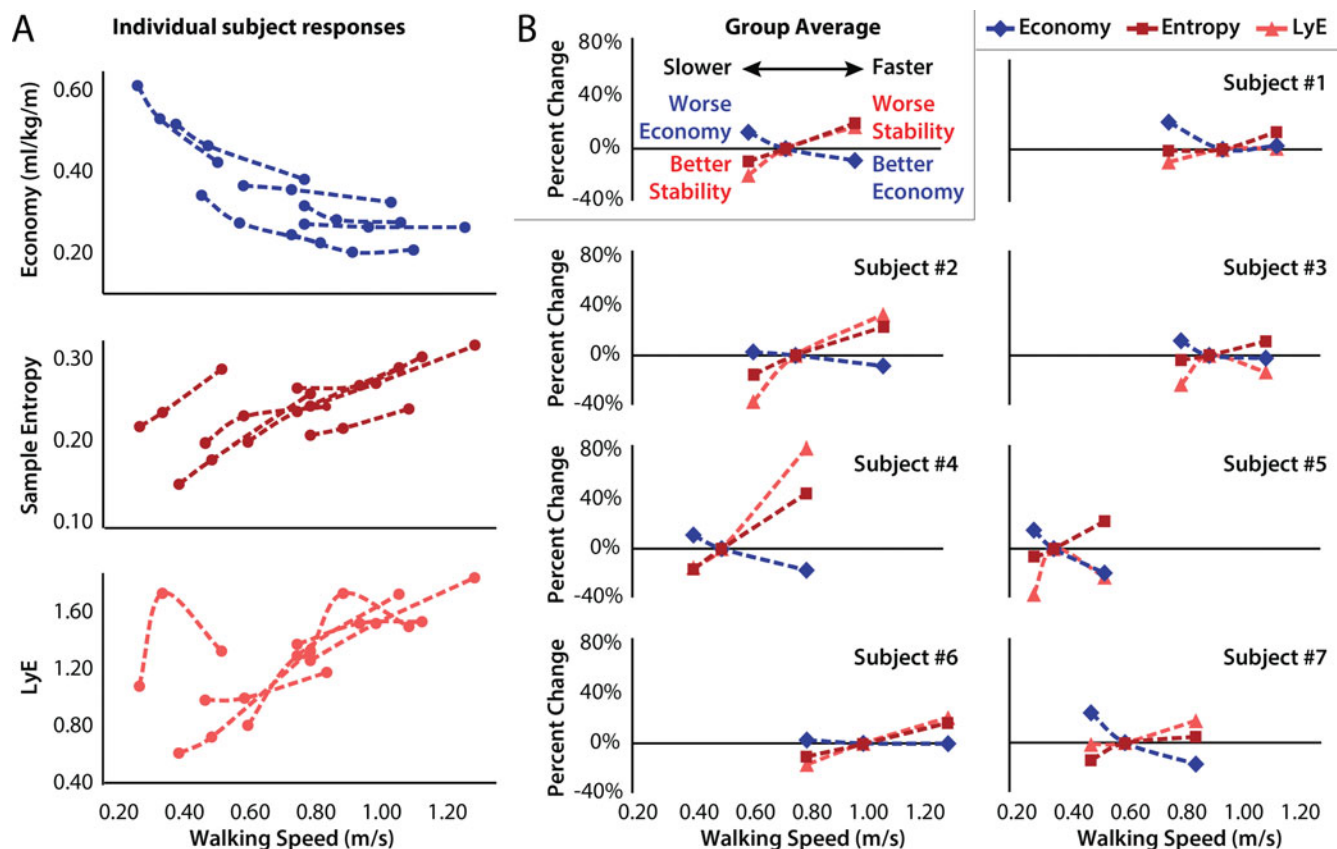 A
Individual subject responses
Economy (ml/kg/m)
0.60
0.40
0.20
Sample Entropy
0.30
0.20
0.10
LyE
1.60
1.20
0.80
0.40
0.20 0.40 0.60 0.80 1.00 1.20
Walking Speed (m/s)
B
Group Average
Economy Entropy LyE
Percent Change
80%
40%
0%
-40%
Slower Faster
Worse Economy
Worse Stability
Better Stability
Better Economy
Subject #1
Percent Change
80%
40%
0%
-40%
Subject #2
Subject #3
Percent Change
80%
40%
0%
-40%
Subject #4
Subject #5
Percent Change
80%
40%
0%
-40%
Subject #6
Subject #7
0.20 0.40 0.60 0.80 1.00 1.20
Walking Speed (m/s)
0.20 0.40 0.60 0.80 1.00 1.20
Walking Speed (m/s)